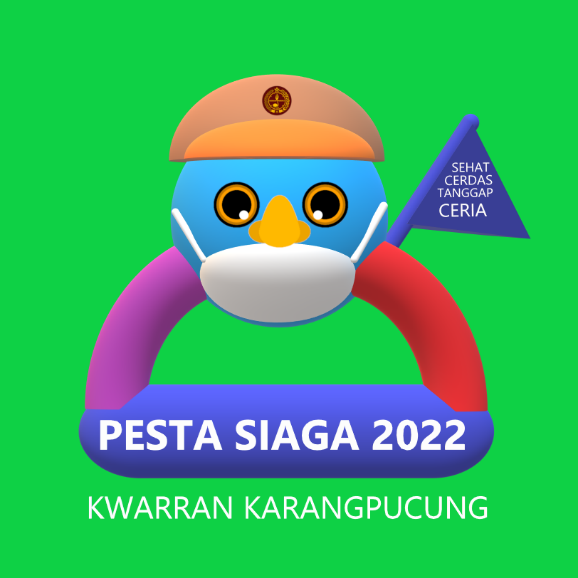 SEHAT
CERDAS
TANGGAP
CERIA
PESTA SIAGA 2022
KWARRAN KARANGPUCUNG